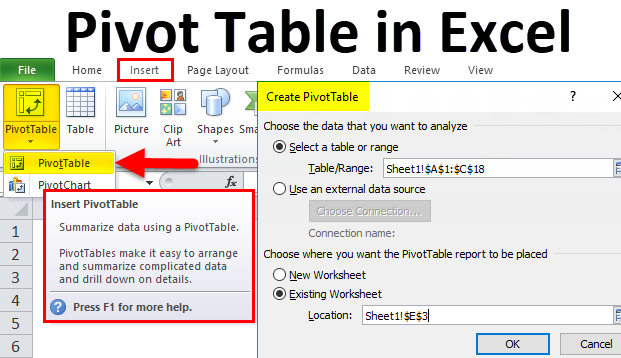 Pivot Table in Excel
File Home Insert Page Layout Formulas Data Review View
PivotTable Table Picture Clip Art Shapes
PivotTable
PivotChart
Illustrations
fx
Insert PivotTable
Summarize data using a PivotTable.
PivotTables make it easy to arrange
and summarize complicated data
and drill down on details.
? Press F1 for more help.
1
2
3
4
5
6
Create PivotTable ? X
Choose the data that you want to analyze
Select a table or range
Table/Range: Sheet1!$A$1:$C$18
Use an external data source
Choose Connection...
Connection name:
Choose where you want the PivotTable report to be placed
New Worksheet
Existing Worksheet
Location: Sheet1!$E$3
OK Cancel